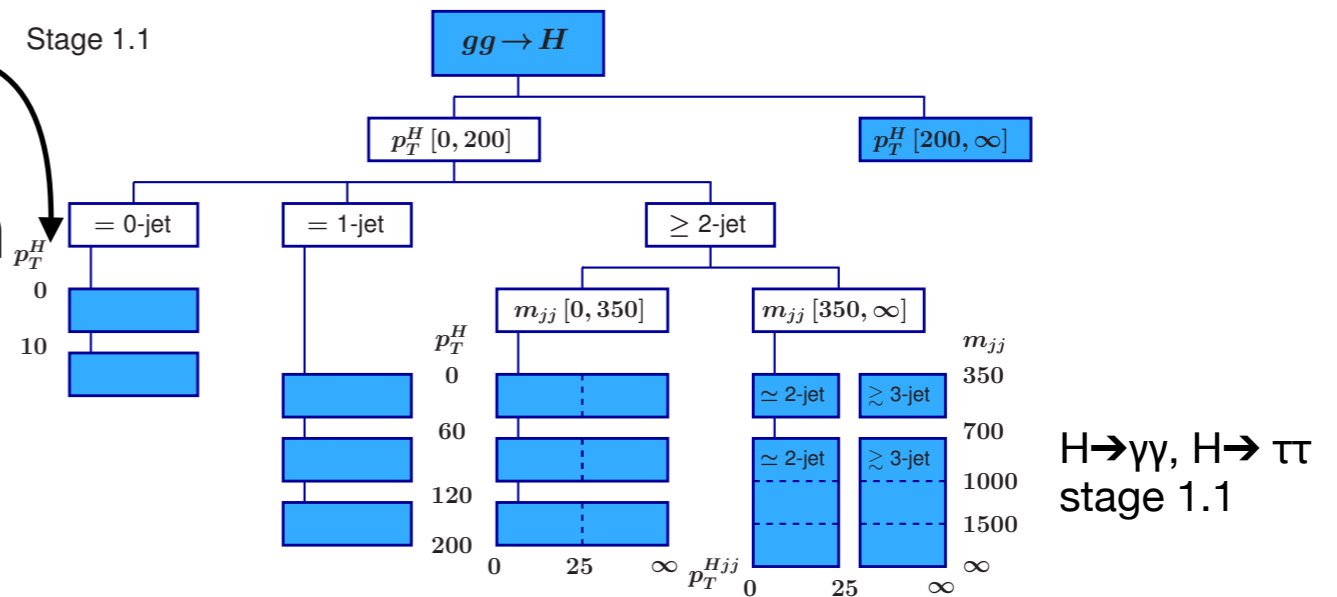 Stage 1.1
gg → H
p_T^H [0, 200]
p_T^H [200, ∞]
= 0-jet
= 1-jet
≥ 2-jet
p_T^H
0
10
m_jj [0, 350]
m_jj [350, ∞]
p_T^H
0
60
120
200
m_jj
350
700
1000
1500
∞
≃ 2-jet
≳ 3-jet
≃ 2-jet
≳ 3-jet
0 25 ∞
p_T^Hjj
0 25 ∞
H➔γγ, H➔ ττ
stage 1.1